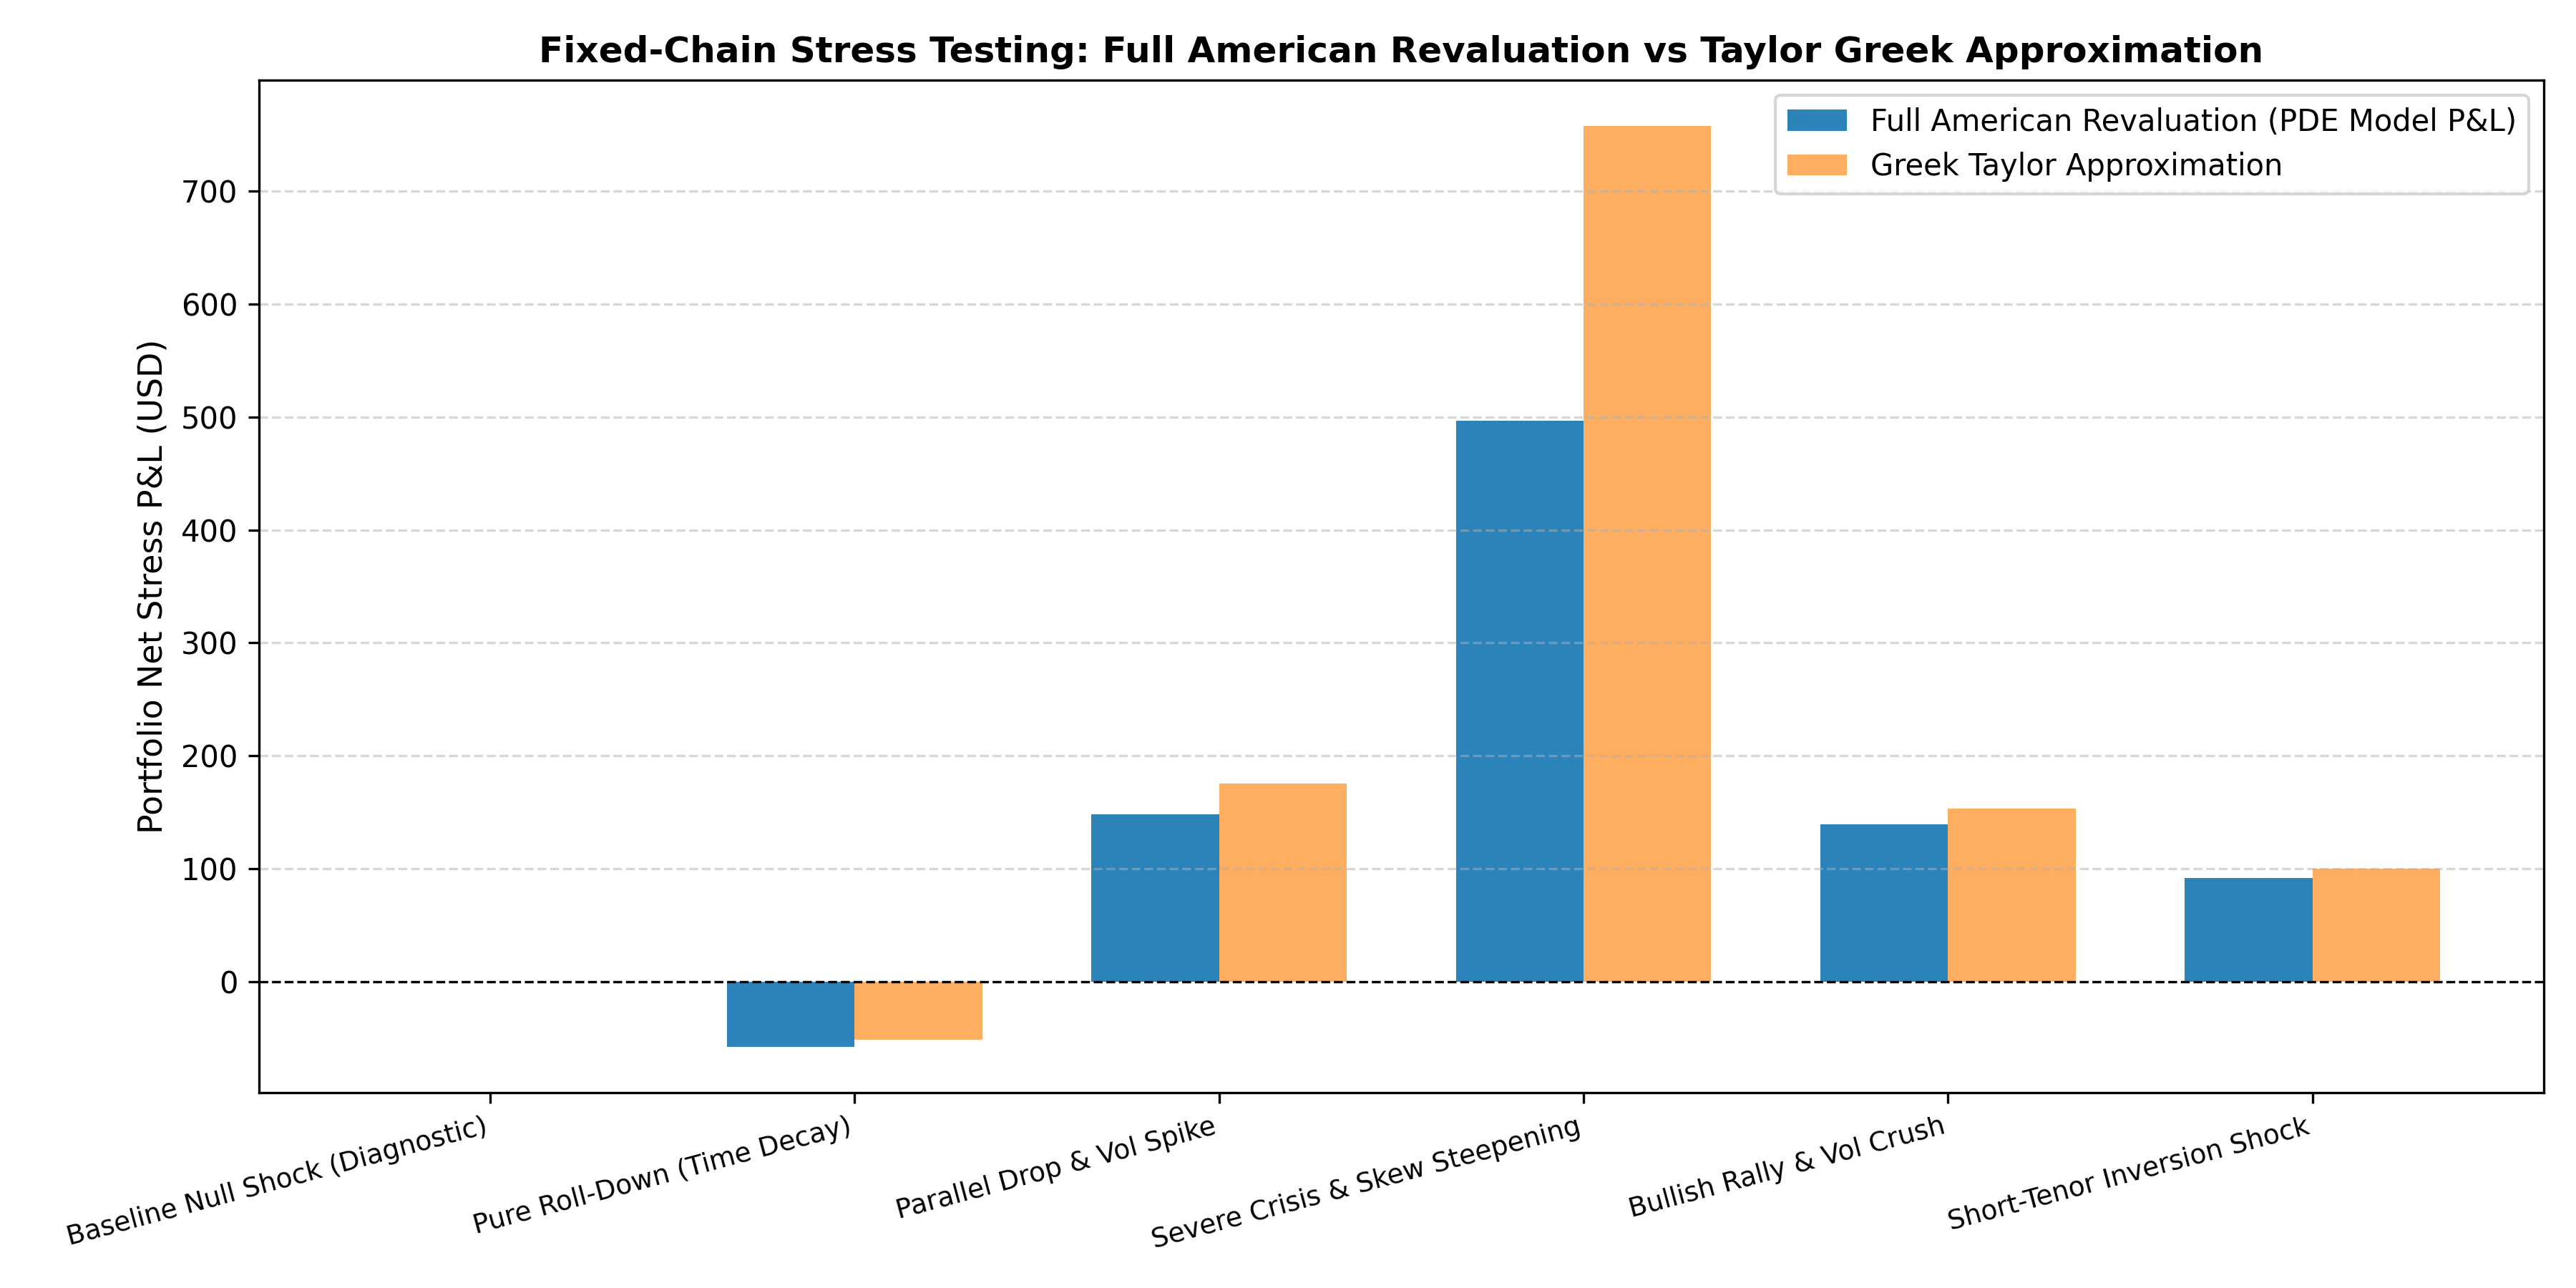 Fixed-Chain Stress Testing: Full American Revaluation vs Taylor Greek Approximation
Full American Revaluation (PDE Model P&L)
Greek Taylor Approximation
Portfolio Net Stress P&L (USD)
700
600
500
400
300
200
100
0
Baseline Null Shock (Diagnostic)
Pure Roll-Down (Time Decay)
Parallel Drop & Vol Spike
Severe Crisis & Skew Steepening
Bullish Rally & Vol Crush
Short-Tenor Inversion Shock